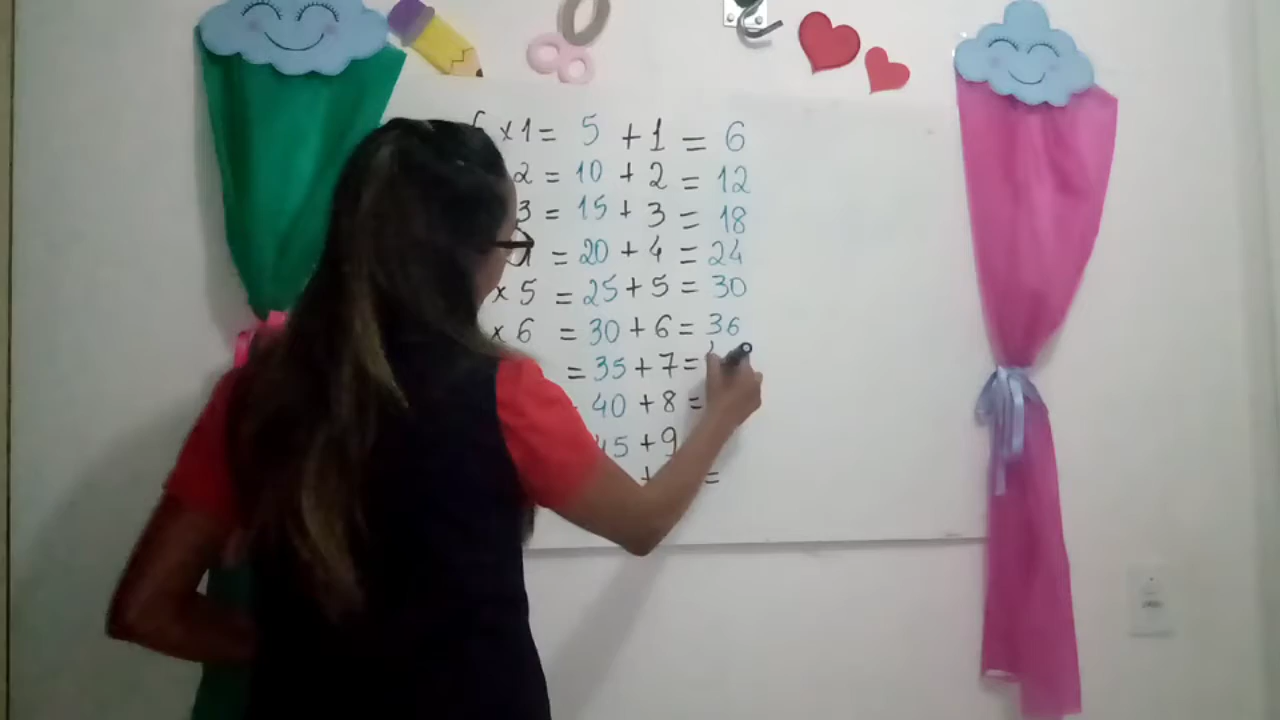 6 x 1 = 5 + 1 = 6
2 = 10 + 2 = 12
3 = 15 + 3 = 18
= 20 + 4 = 24
x 5 = 25 + 5 = 30
x 6 = 30 + 6 = 36
= 35 + 7 =
40 + 8 =
45 + 9
+ =